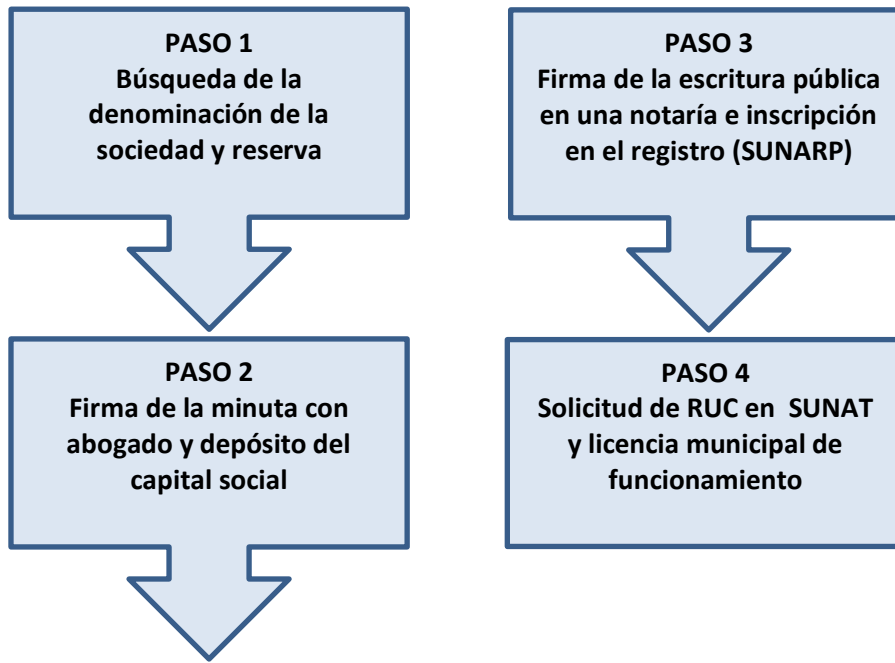 PASO 1
Búsqueda de la
denominación de la
sociedad y reserva
PASO 2
Firma de la minuta con
abogado y depósito del
capital social
PASO 3
Firma de la escritura pública
en una notaría e inscripción
en el registro (SUNARP)
PASO 4
Solicitud de RUC en  SUNAT
y licencia municipal de
funcionamiento